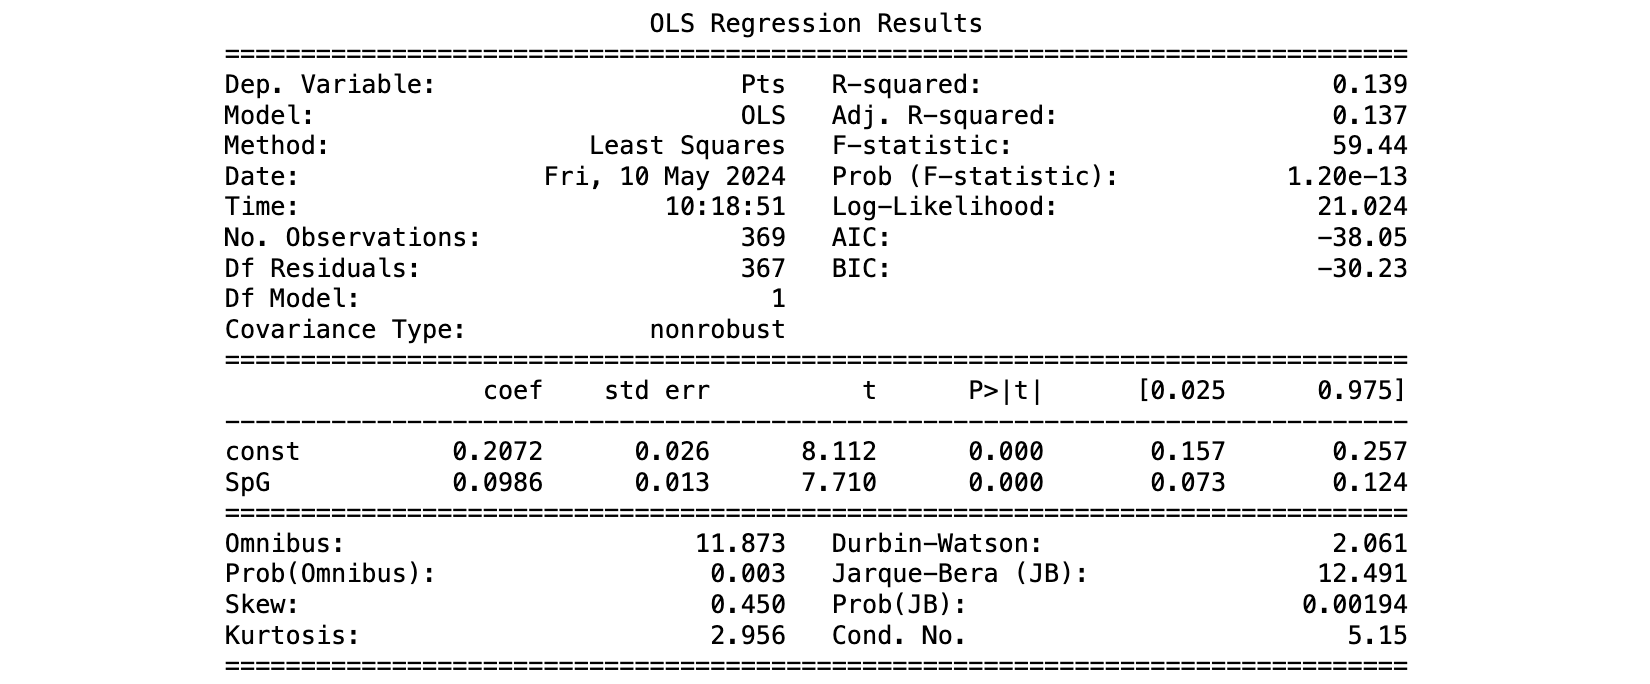 OLS Regression Results
==============================================================================
Dep. Variable:                    Pts   R-squared:                       0.139
Model:                            OLS   Adj. R-squared:                  0.137
Method:                 Least Squares   F-statistic:                     59.44
Date:                Fri, 10 May 2024   Prob (F-statistic):           1.20e-13
Time:                        10:18:51   Log-Likelihood:                 21.024
No. Observations:                 369   AIC:                            -38.05
Df Residuals:                     367   BIC:                            -30.23
Df Model:                           1
Covariance Type:            nonrobust
==============================================================================
                 coef    std err          t      P>|t|      [0.025      0.975]
------------------------------------------------------------------------------
const          0.2072      0.026      8.112      0.000       0.157       0.257
SpG            0.0986      0.013      7.710      0.000       0.073       0.124
==============================================================================
Omnibus:                       11.873   Durbin-Watson:                   2.061
Prob(Omnibus):                  0.003   Jarque-Bera (JB):               12.491
Skew:                           0.450   Prob(JB):                      0.00194
Kurtosis:                       2.956   Cond. No.                         5.15
==============================================================================